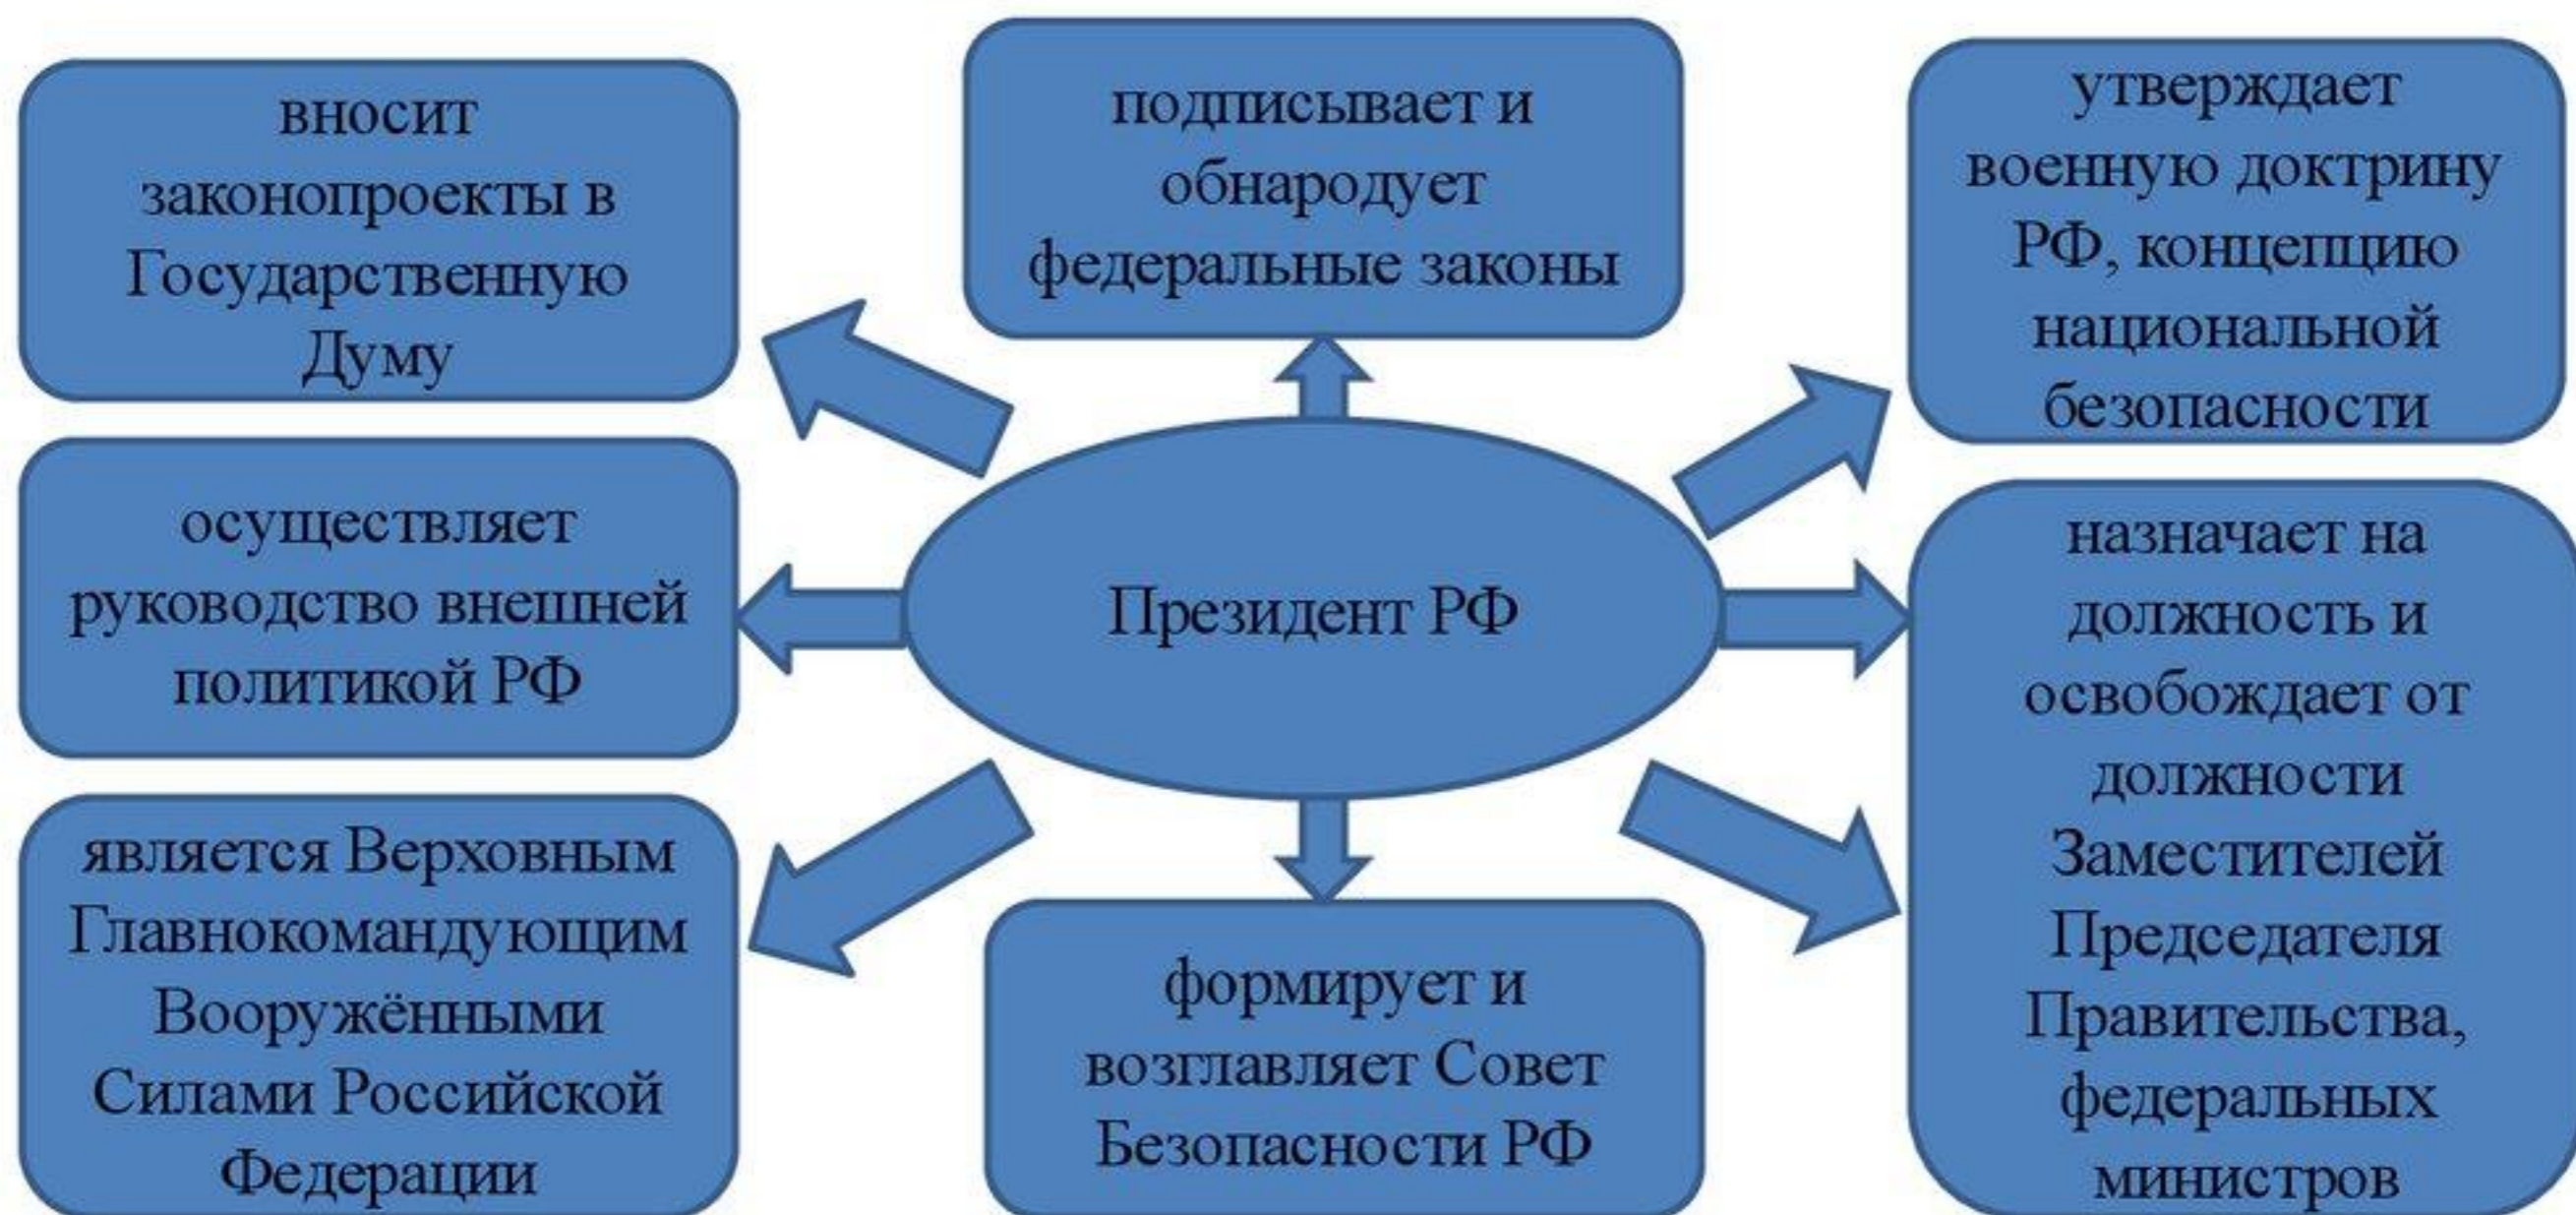 вносит
законопроекты в
Государственную
Думу
подписывает и
обнародует
федеральные законы
утверждает
военную доктрину
РФ, концепцию
национальной
безопасности
осуществляет
руководство внешней
политикой РФ
Президент РФ
назначает на
должность и
освобождает от
должности
Заместителей
Председателя
Правительства,
федеральных
министров
является Верховным
Главнокомандующим
Вооружёнными
Силами Российской
Федерации
формирует и
возглавляет Совет
Безопасности РФ